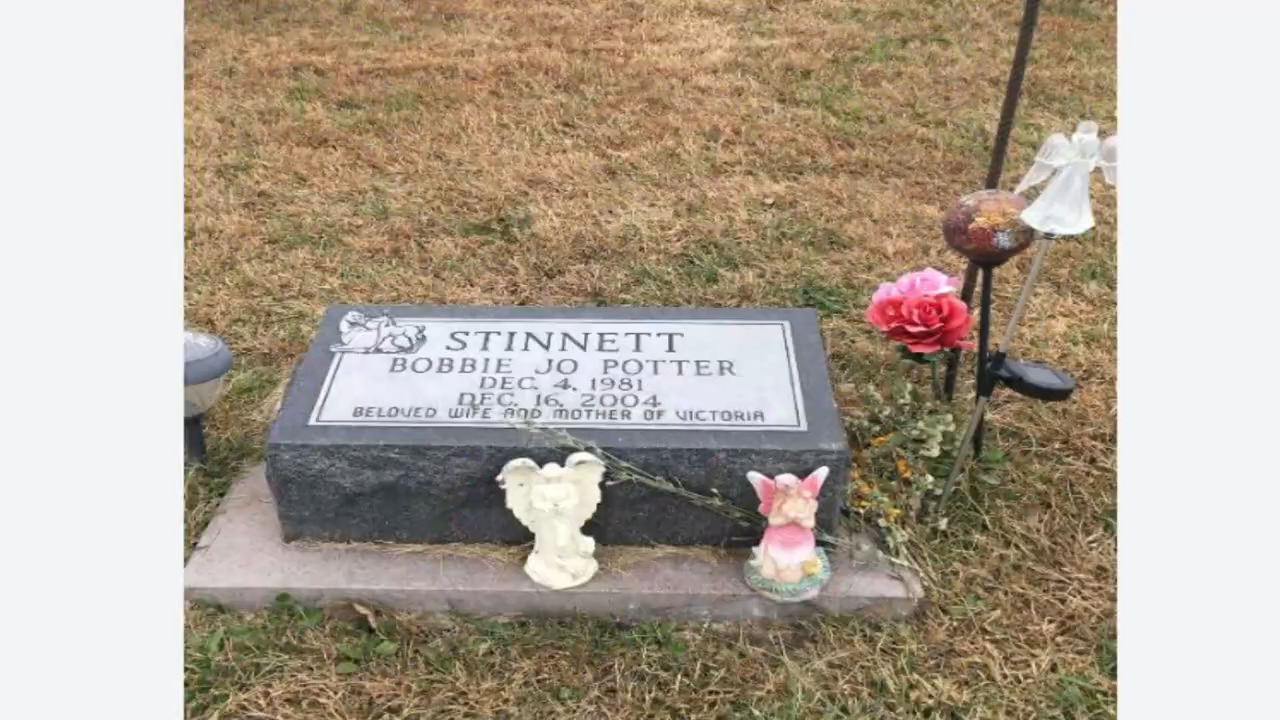 STINNETT
BOBBIE JO POTTER
DEC. 4, 1981
DEC. 16, 2004
BELOVED WIFE AND MOTHER OF VICTORIA